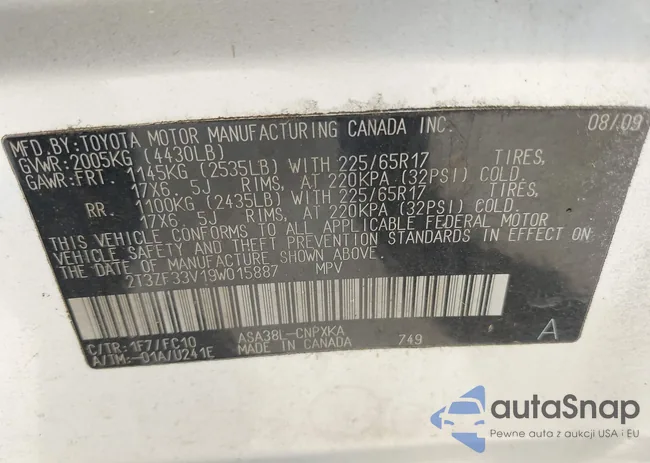 MFD. BY: TOYOTA MOTOR MANUFACTURING CANADA INC. 08/09
GVWR: 2005KG (4430LB)
GAWR: FRT. 1145KG (2535LB) WITH 225/65R17 TIRES,
17X6. 5J RIMS, AT 220KPA (32PSI) COLD.
RR. 1100KG (2435LB) WITH 225/65R17 TIRES,
17X6. 5J RIMS, AT 220KPA (32PSI) COLD.
THIS VEHICLE CONFORMS TO ALL APPLICABLE FEDERAL MOTOR
VEHICLE SAFETY AND THEFT PREVENTION STANDARDS IN EFFECT ON
THE DATE OF MANUFACTURE SHOWN ABOVE.
2T3ZF33V19W015887 MPV
C/TR: 1F7/FC10 ASA38L-CNPXKA 749 A
A/TM: -01A/U241E MADE IN CANADA
autoSnap
Pewne auta z aukcji USA i EU